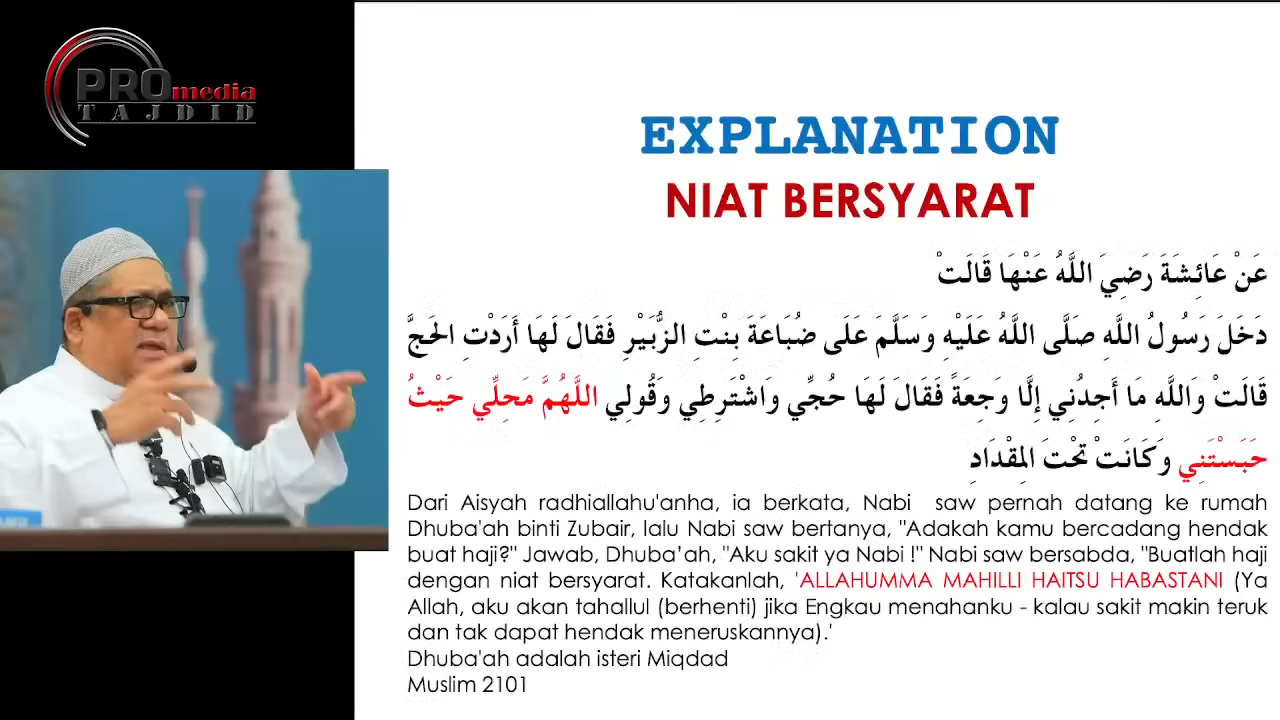 PROmedia
TAJDID
EXPLANATION
NIAT BERSYARAT
عَنْ عَائِشَةَ رَضِيَ اللَّهُ عَنْهَا قَالَتْ
دَخَلَ رَسُولُ اللَّهِ صَلَّى اللَّهُ عَلَيْهِ وَسَلَّمَ عَلَى ضُبَاعَةَ بِنْتِ الزُّبَيْرِ فَقَالَ لَهَا أَرَدْتِ الْحَجَّ
قَالَتْ وَاللَّهِ مَا أَجِدُنِي إِلَّا وَجِعَةً فَقَالَ لَهَا حُجِّي وَاشْتَرِطِي وَقُولِي اللَّهُمَّ مَحِلِّي حَيْثُ
حَبَسْتَنِي وَكَانَتْ تَحْتَ الْمِقْدَادِ
Dari Aisyah radhiallahu'anha, ia berkata, Nabi saw pernah datang ke rumah
Dhuba'ah binti Zubair, lalu Nabi saw bertanya, "Adakah kamu bercadang hendak
buat haji?" Jawab, Dhuba’ah, "Aku sakit ya Nabi !" Nabi saw bersabda, "Buatlah haji
dengan niat bersyarat. Katakanlah, 'ALLAHUMMA MAHILLI HAITSU HABASTANI (Ya
Allah, aku akan tahallul (berhenti) jika Engkau menahanku - kalau sakit makin teruk
dan tak dapat hendak meneruskannya).'
Dhuba'ah adalah isteri Miqdad
Muslim 2101